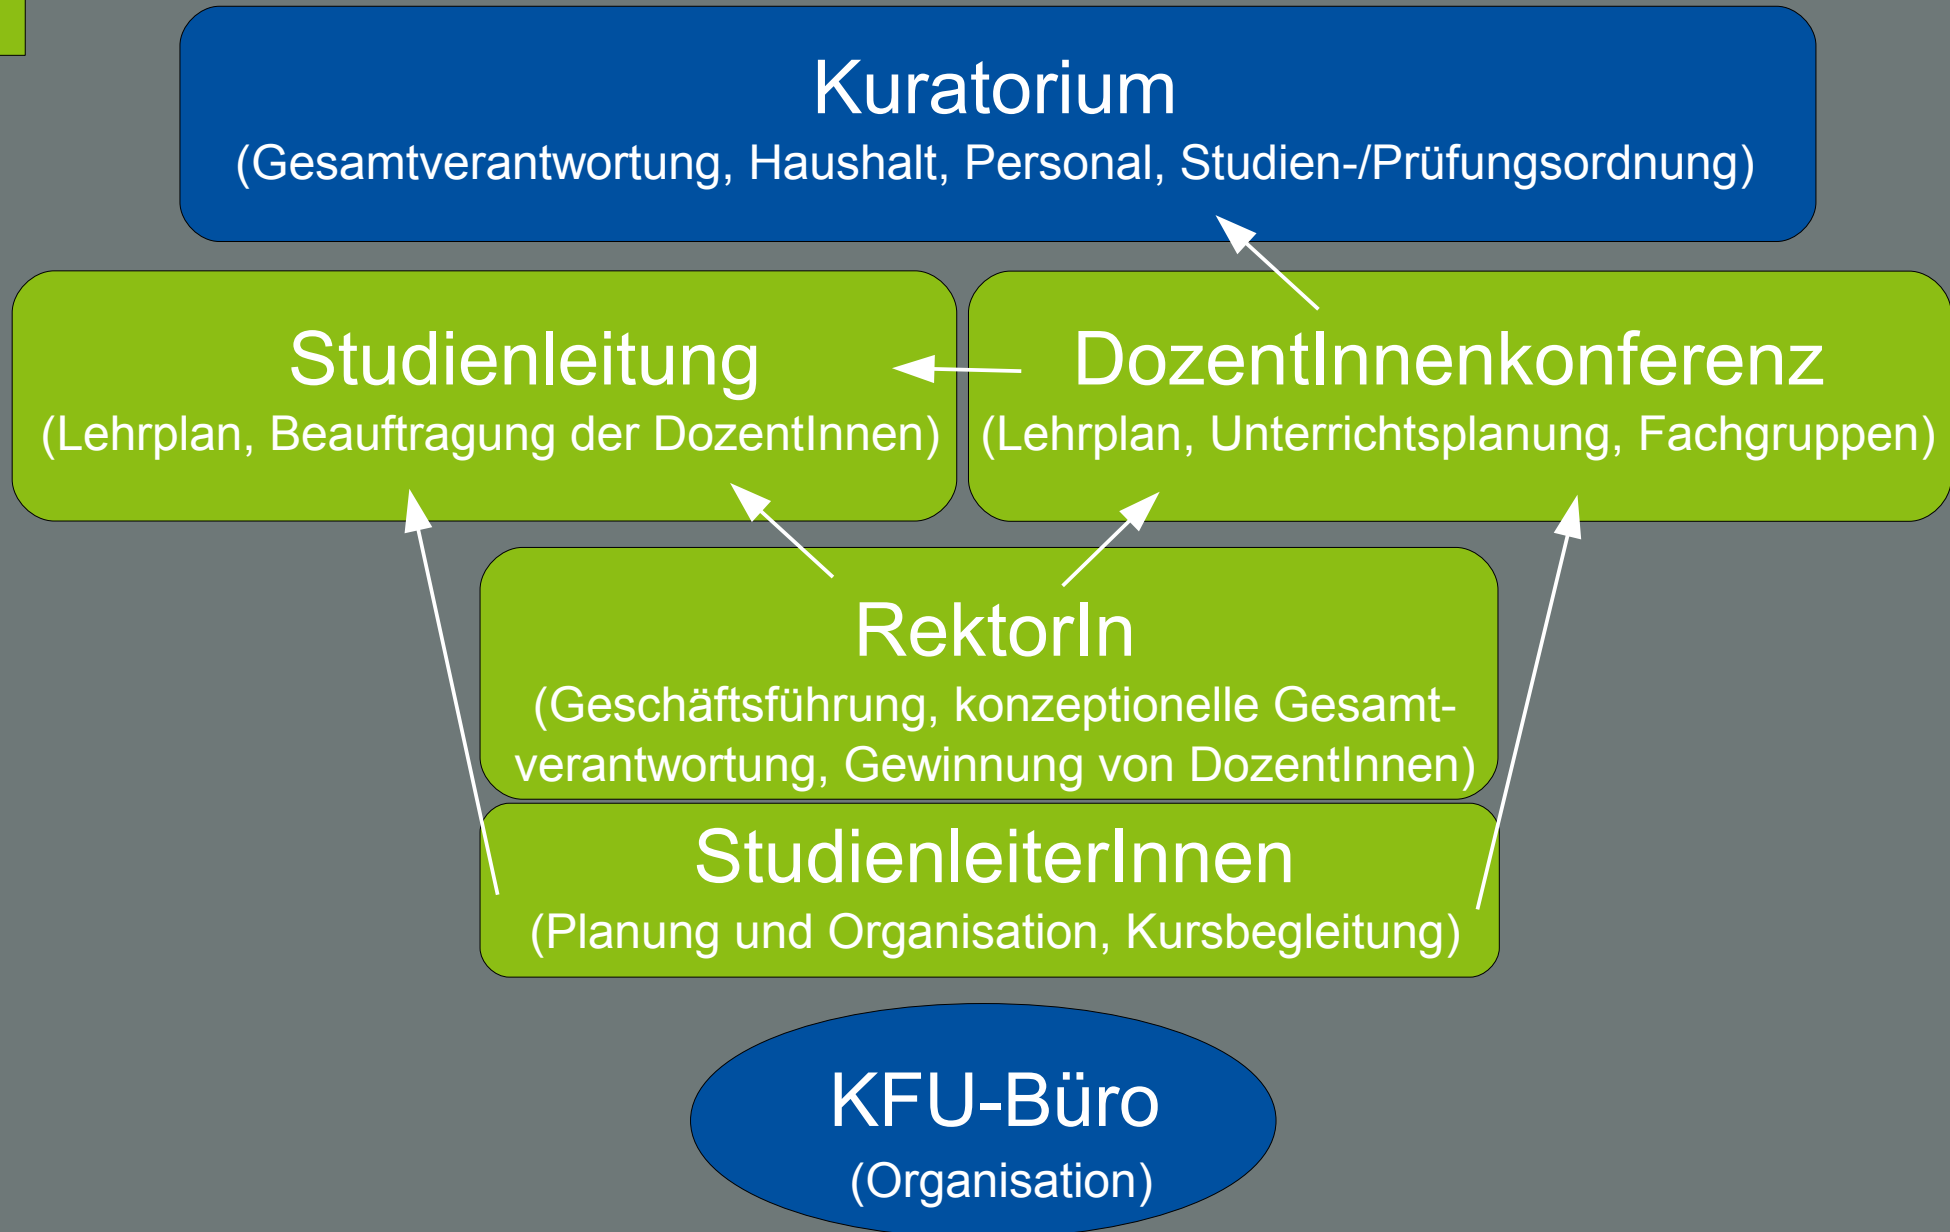 Kuratorium
(Gesamtverantwortung, Haushalt, Personal, Studien-/Prüfungsordnung)
Studienleitung
(Lehrplan, Beauftragung der DozentInnen)
DozentInnenkonferenz
(Lehrplan, Unterrichtsplanung, Fachgruppen)
RektorIn
(Geschäftsführung, konzeptionelle Gesamt-
verantwortung, Gewinnung von DozentInnen)
StudienleiterInnen
(Planung und Organisation, Kursbegleitung)
KFU-Büro
(Organisation)